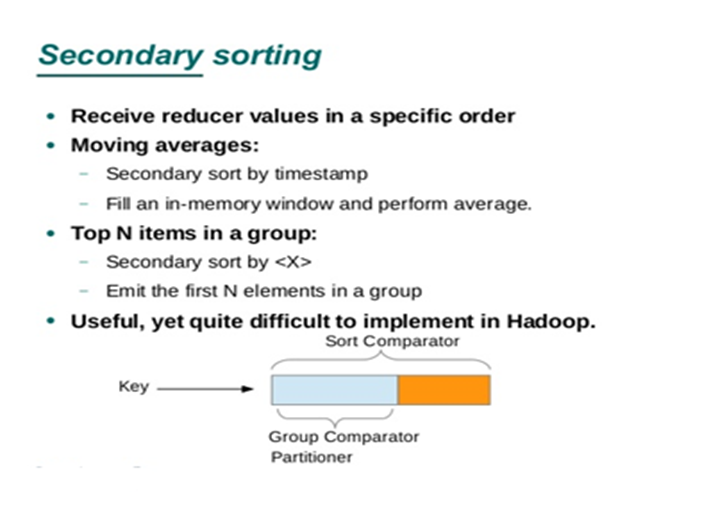 Secondary sorting
• Receive reducer values in a specific order
• Moving averages:
– Secondary sort by timestamp
– Fill an in-memory window and perform average.
• Top N items in a group:
– Secondary sort by <X>
– Emit the first N elements in a group
• Useful, yet quite difficult to implement in Hadoop.
Sort Comparator
Key
Group Comparator
Partitioner